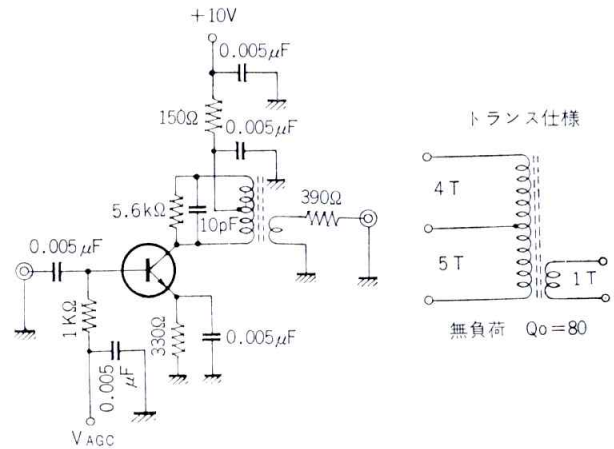 +10V
0.005μF
150Ω
0.005μF
5.6kΩ
10pF
390Ω
0.005μF
1KΩ
0.005
μF
330Ω
0.005μF
VAGC
トランス仕様
4T
5T
1T
無負荷 Qo=80